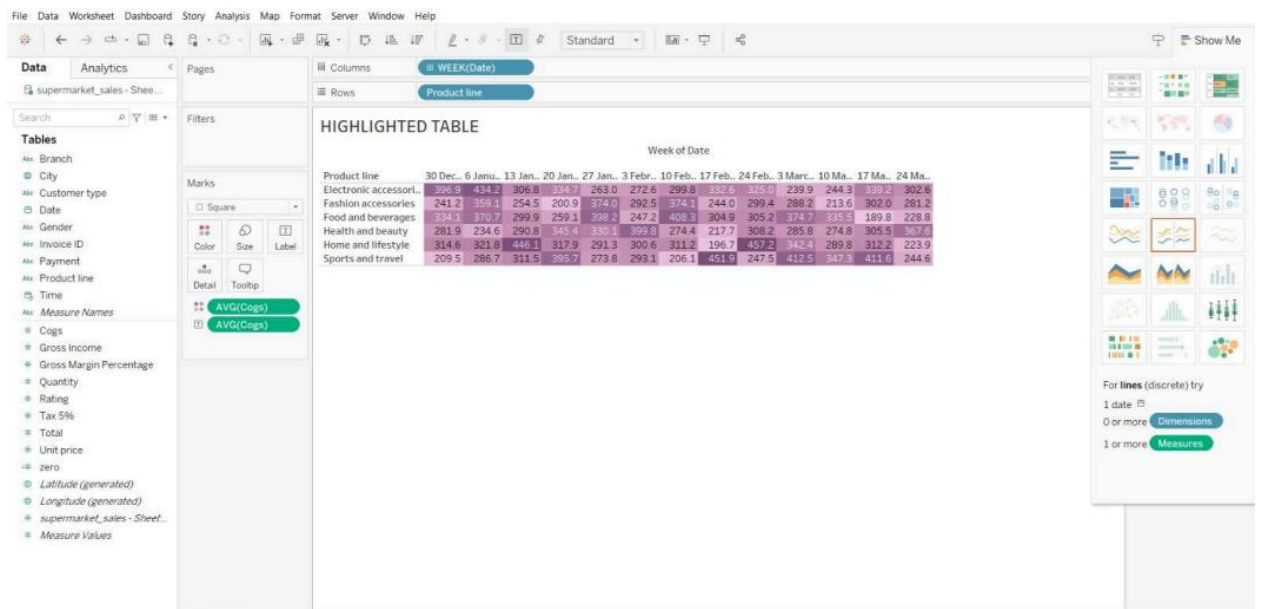 File Data Worksheet Dashboard Story Analysis Map Format Server Window Help
Standard
Show Me
Data Analytics
supermarket_sales - Shee...
Search
Tables
Abc Branch
City
Abc Customer type
Date
Abc Gender
Abc Invoice ID
Abc Payment
Abc Product line
Time
Abc Measure Names
Cogs
Gross Income
Gross Margin Percentage
Quantity
Rating
Tax 5%
Total
Unit price
zero
Latitude (generated)
Longitude (generated)
supermarket_sales - Sheet...
Measure Values
Pages
Filters
Marks
Square
Color Size Label
Detail Tooltip
AVG(Cogs)
AVG(Cogs)
Columns WEEK(Date)
Rows Product line
HIGHLIGHTED TABLE
Week of Date
Product line 30 Dec.. 6 Janu.. 13 Jan.. 20 Jan.. 27 Jan.. 3 Febr.. 10 Feb.. 17 Feb.. 24 Feb.. 3 Marc.. 10 Ma.. 17 Ma.. 24 Ma..
Electronic accessori.. 396.9 434.2 306.8 334.7 263.0 272.6 299.8 332.6 325.0 239.9 244.3 339.2 302.6
Fashion accessories 241.2 359.1 254.5 200.9 374.0 292.5 374.1 244.0 299.4 288.2 213.6 302.0 281.2
Food and beverages 334.1 370.7 299.9 259.1 398.2 247.2 408.3 304.9 305.2 374.7 335.5 189.8 228.8
Health and beauty 281.9 234.6 290.8 345.4 330.1 399.8 274.4 217.7 308.2 285.8 274.8 305.5 367.6
Home and lifestyle 314.6 321.8 446.1 317.9 291.3 300.6 311.2 196.7 457.2 342.4 289.8 312.2 223.9
Sports and travel 209.5 286.7 311.5 395.7 273.8 293.1 206.1 451.9 247.5 412.5 347.3 411.6 244.6
For lines (discrete) try
1 date
0 or more Dimensions
1 or more Measures